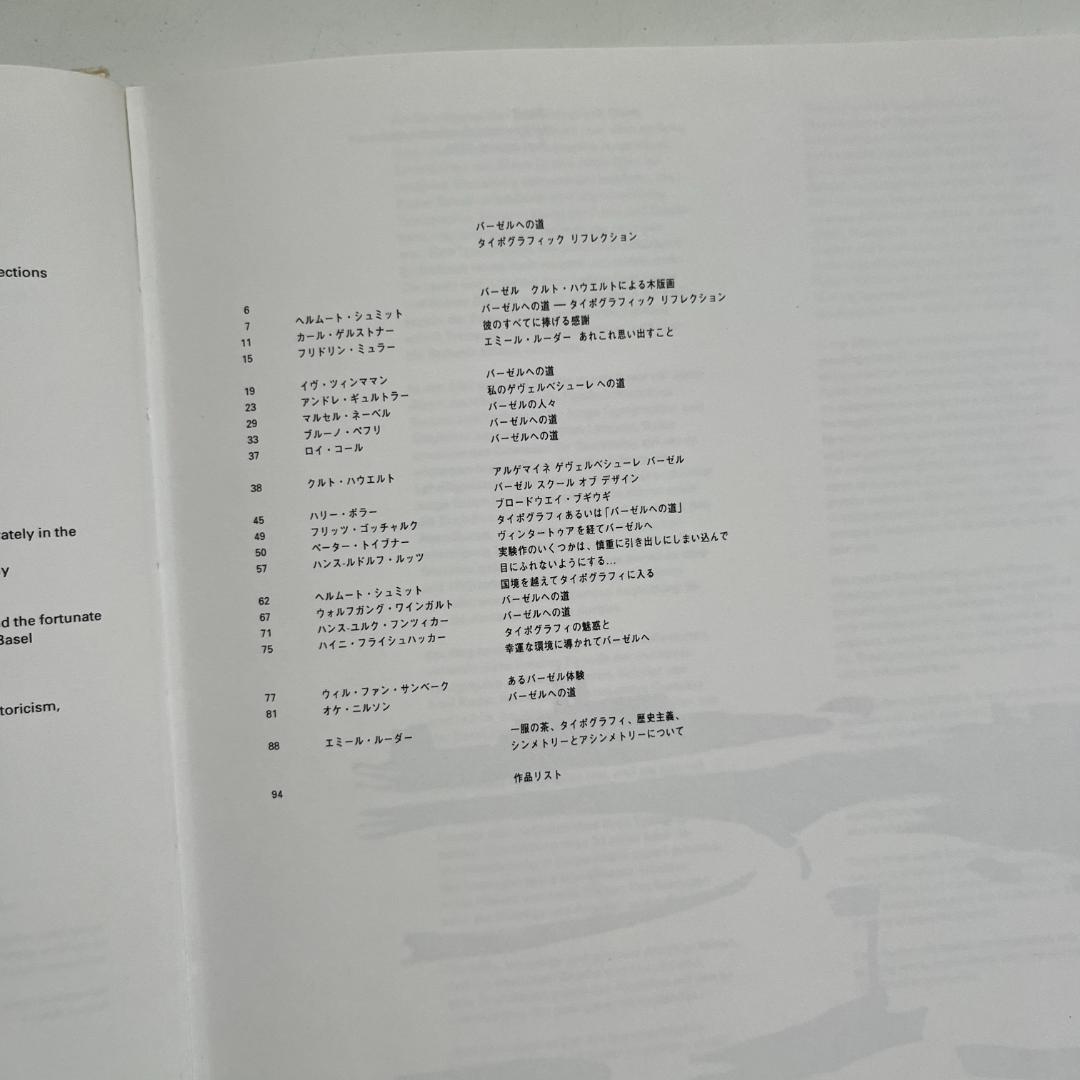 ections
ately in the
y
d the fortunate
Basel
toricism,
バーゼルへの道
タイポグラフィック リフレクション
6 バーゼル クルト・ハウエルトによる木版画
7 ヘルムート・シュミット バーゼルへの道 — タイポグラフィック リフレクション
11 カール・ゲルストナー 彼のすべてに捧げる感謝
15 フリドリン・ミュラー エミール・ルーダー あれこれ思い出すこと
19 イヴ・ツィンママン バーゼルへの道
23 アンドレ・ギュルトラー 私のゲヴェルベシューレ への道
29 マルセル・ネーベル バーゼルの人々
33 ブルーノ・ペフリ バーゼルへの道
37 ロイ・コール バーゼルへの道
38 クルト・ハウエルト アルゲマイネ ゲヴェルベシューレ バーゼル
バーゼル スクール オブ デザイン
45 ハリー・ボラー ブロードウエイ・ブギウギ
49 フリッツ・ゴッチャルク タイポグラフィあるいは「バーゼルへの道」
50 ペーター・トイブナー ヴィンタートゥアを経てバーゼルへ
57 ハンス-ルドルフ・ルッツ 実験作のいくつかは、慎重に引き出しにしまい込んで
目にふれないようにする...
62 ヘルムート・シュミット 国境を越えてタイポグラフィに入る
67 ウォルフガング・ワインガルト バーゼルへの道
71 ハンス-ユルク・フンツィカー バーゼルへの道
75 ハイニ・フライシュハッカー タイポグラフィの魅惑と
幸運な環境に導かれてバーゼルへ
77 ウィル・ファン・サンベーク あるバーゼル体験
81 オケ・ニルソン バーゼルへの道
88 エミール・ルーダー 一服の茶、タイポグラフィ、歴史主義、
シンメトリーとアシンメトリーについて
94 作品リスト